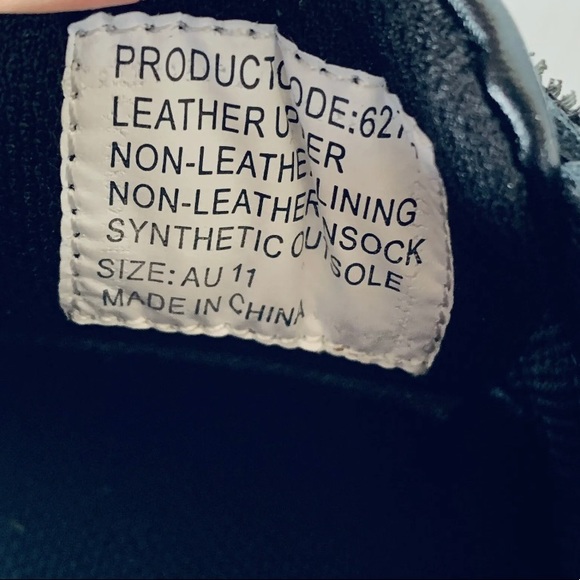 PRODUCT CODE:627
LEATHER UPPER
NON-LEATHER LINING
NON-LEATHER INSOCK
SYNTHETIC OUTSOLE
SIZE: AU 11
MADE IN CHINA